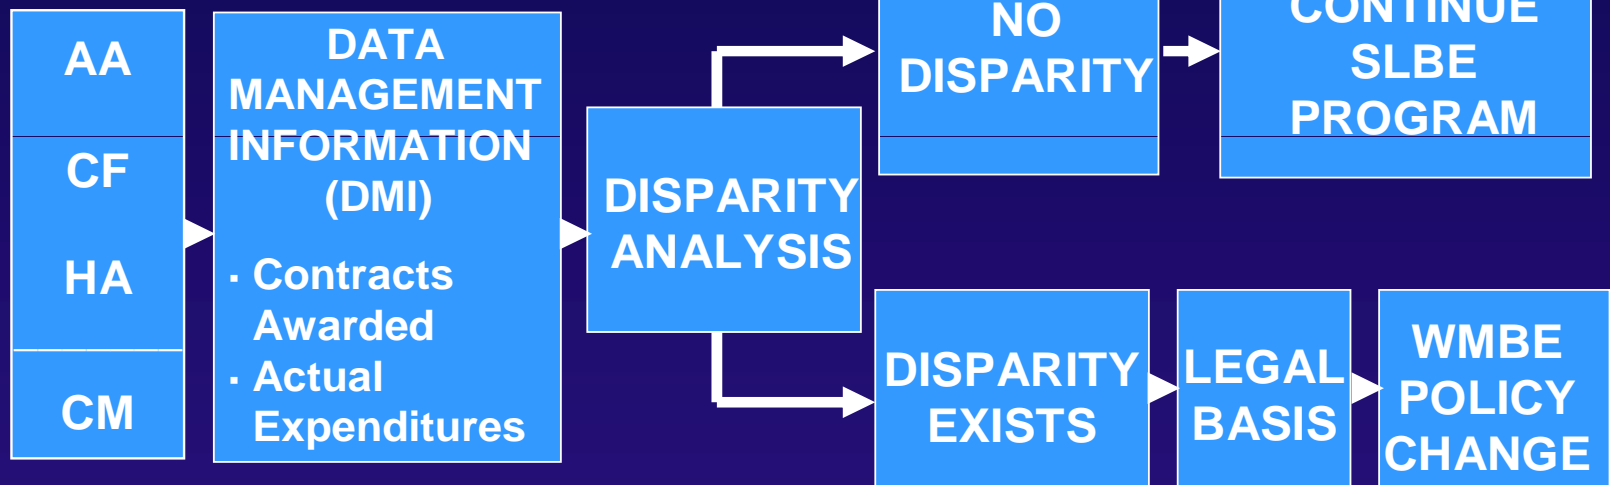 AA
CF
HA
CM
DATA
MANAGEMENT
INFORMATION
(DMI)
▪ Contracts
Awarded
▪ Actual
Expenditures
DISPARITY
ANALYSIS
NO
DISPARITY
CONTINUE
SLBE
PROGRAM
DISPARITY
EXISTS
LEGAL
BASIS
WMBE
POLICY
CHANGE